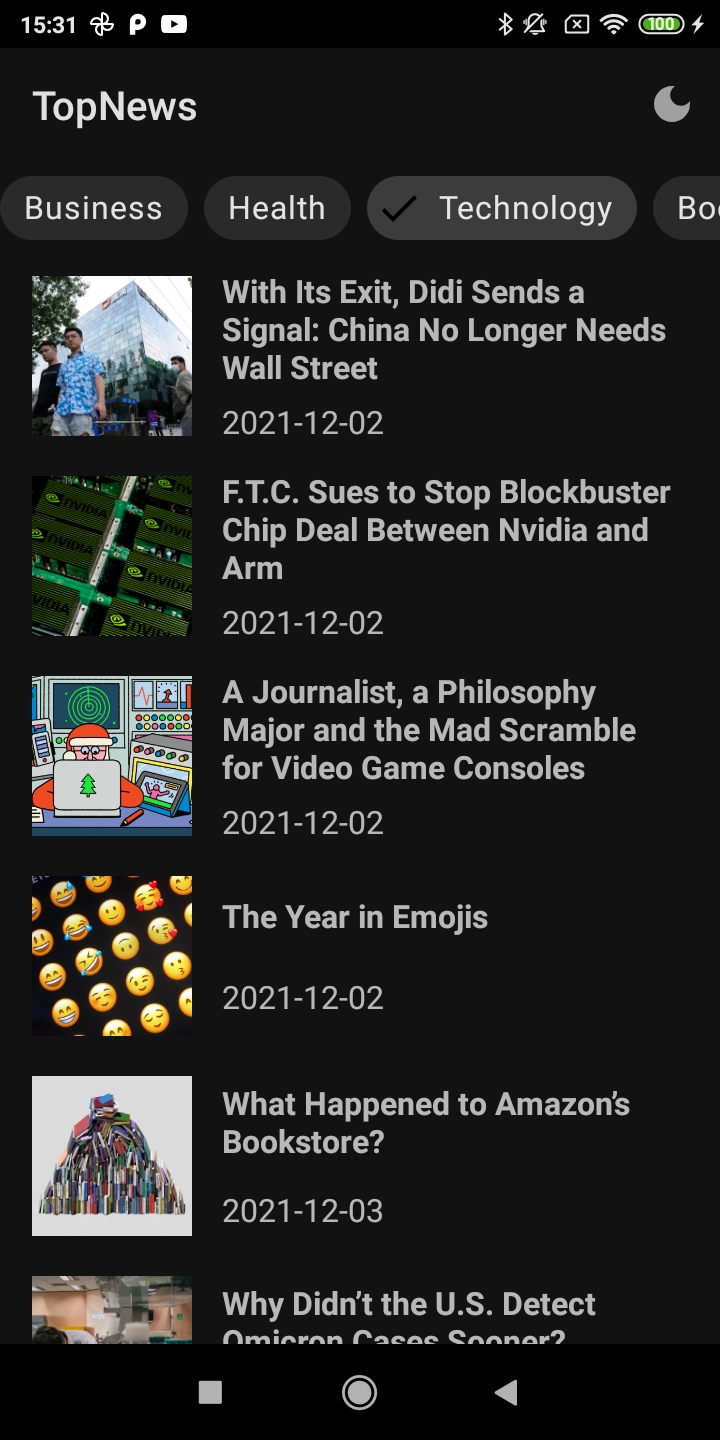 15:31
100
TopNews
Business
Health
Technology
With Its Exit, Didi Sends a
Signal: China No Longer Needs
Wall Street
2021-12-02
NVIDIA
F.T.C. Sues to Stop Blockbuster
Chip Deal Between Nvidia and
Arm
2021-12-02
A Journalist, a Philosophy
Major and the Mad Scramble
for Video Game Consoles
2021-12-02
The Year in Emojis
2021-12-02
What Happened to Amazon’s
Bookstore?
2021-12-03
Why Didn’t the U.S. Detect
Omicron Cases Sooner?